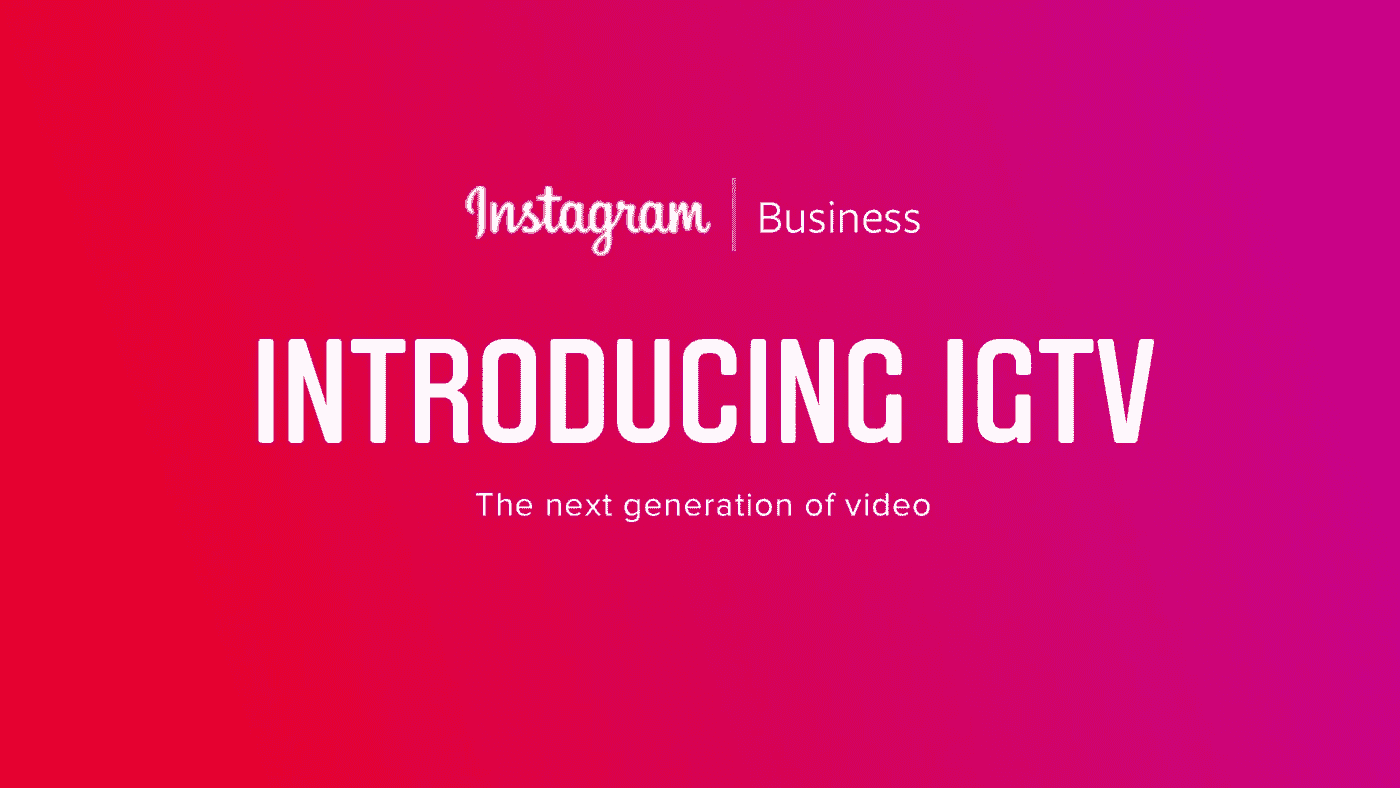 Instagram | Business
INTRODUCING IGTV
The next generation of video